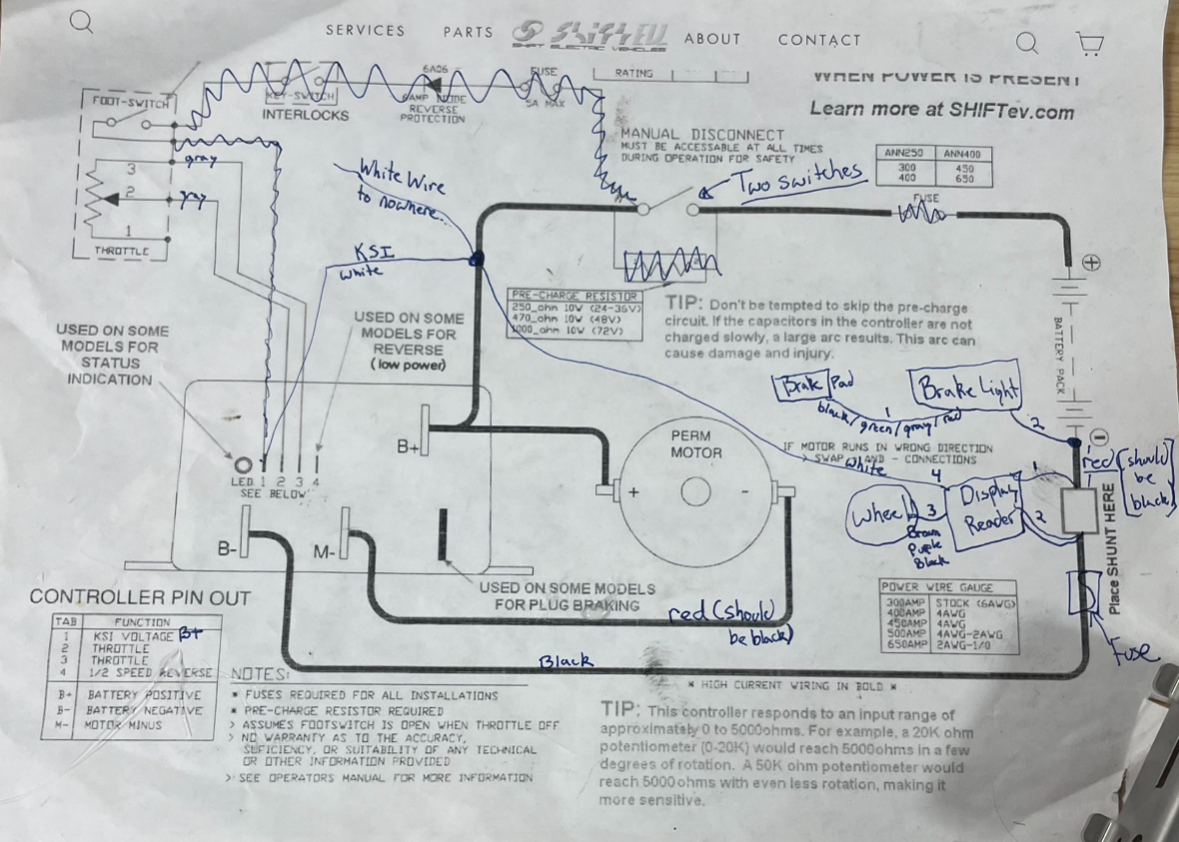 SERVICES PARTS SHIFTEV ABOUT CONTACT
SHIFT ELECTRIC VEHICLES
WHEN POWER IS PRESENT
Learn more at SHIFTev.com
FOOT-SWITCH
KEY-SWITCH
INTERLOCKS
6A06
6AMP DIODE
REVERSE
PROTECTION
FUSE
5A MAX
RATING
MANUAL DISCONNECT
MUST BE ACCESSABLE AT ALL TIMES
DURING OPERATION FOR SAFETY
Two switches
ANN250 ANN400
300 450
400 650
FUSE
gray
gray
3
2
1
THROTTLE
White Wire
to nowhere
KSI
white
PRE-CHARGE RESISTOR
250_ohm 10W (24-36V)
470_ohm 10W (48V)
1000_ohm 10W (72V)
TIP: Don't be tempted to skip the pre-charge
circuit. If the capacitors in the controller are not
charged slowly, a large arc results. This arc can
cause damage and injury.
+
BATTERY PACK
-
USED ON SOME
MODELS FOR
STATUS
INDICATION
USED ON SOME
MODELS FOR
REVERSE
(low power)
Brake Pad
Brake Light
1
black/green/gray/red
2
IF MOTOR RUNS IN WRONG DIRECTION
> SWAP AND - CONNECTIONS
white
4
Display
Reader
1
2
3
Wheel
Brown
Purple
Black
red (should
be
black)
Place SHUNT HERE
Fuse
B+
PERM
MOTOR
+ -
LED 1 2 3 4
SEE BELOW
B-
M-
USED ON SOME MODELS
FOR PLUG BRAKING
red (should
be black)
Black
POWER WIRE GAUGE
300AMP STOCK (6AWG)
400AMP 4AWG
450AMP 4AWG
500AMP 4AWG-2AWG
650AMP 2AWG-1/0
* HIGH CURRENT WIRING IN BOLD *
CONTROLLER PIN OUT
TAB FUNCTION
1 KSI VOLTAGE B+
2 THROTTLE
3 THROTTLE
4 1/2 SPEED REVERSE
B+ BATTERY POSITIVE
B- BATTERY NEGATIVE
M- MOTOR MINUS
NOTES:
* FUSES REQUIRED FOR ALL INSTALLATIONS
* PRE-CHARGE RESISTOR REQUIRED
> ASSUMES FOOTSWITCH IS OPEN WHEN THROTTLE OFF
> NO WARRANTY AS TO THE ACCURACY,
SUFICIENCY, OR SUITABILITY OF ANY TECHNICAL
OR OTHER INFORMATION PROVIDED
> SEE OPERATORS MANUAL FOR MORE INFORMATION
TIP: This controller responds to an input range of
approximately 0 to 5000ohms. For example, a 20K ohm
potentiometer (0-20K) would reach 5000ohms in a few
degrees of rotation. A 50K ohm potentiometer would
reach 5000ohms with even less rotation, making it
more sensitive.